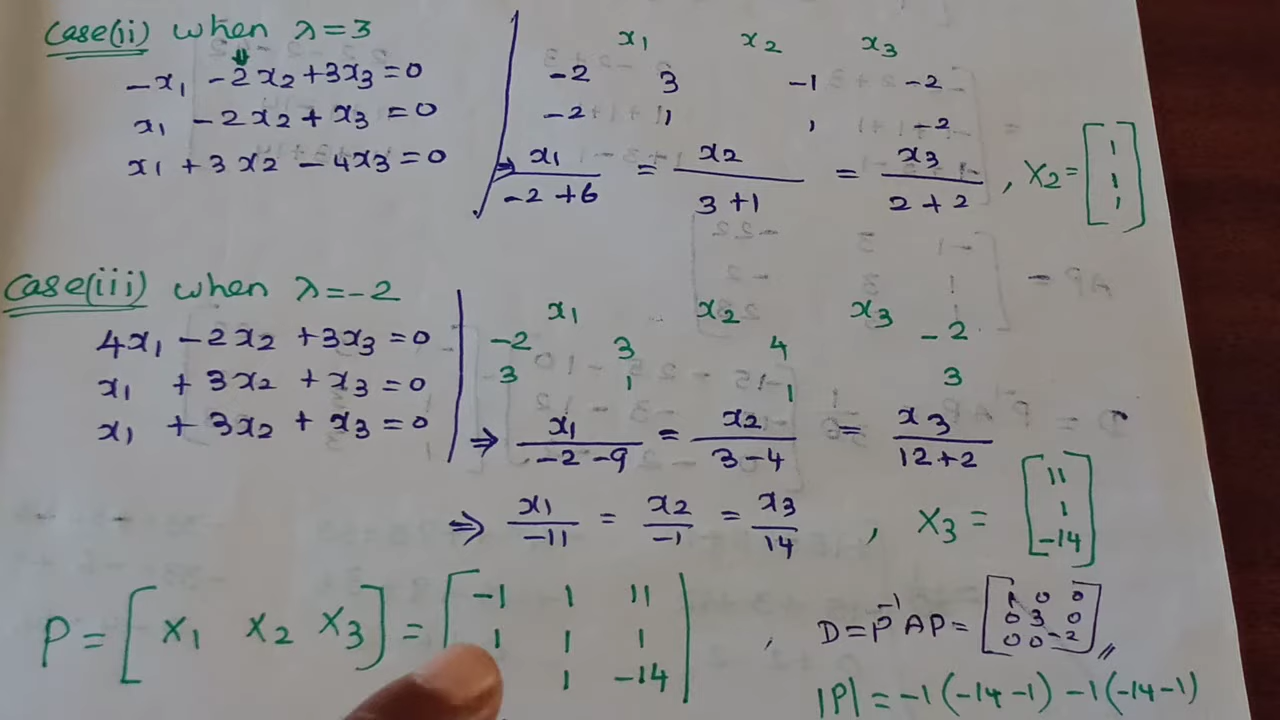 Case(ii) when λ=3
-x₁ -2x₂ +3x₃ =0
x₁ -2x₂ + x₃ =0
x₁ +3x₂ -4x₃ =0
x₁ x₂ x₃
-2 3 -1 -2
-2 1 1 -2
⇒ x₁/(-2+6) = x₂/(3+1) = x₃/(2+2) , X₂= [1 1 1]
Case(iii) when λ=-2
4x₁ -2x₂ +3x₃ =0
x₁ +3x₂ +x₃ =0
x₁ +3x₂ + x₃ =0
x₁ x₂ x₃
-2 3 4 -2
3 1 1 3
⇒ x₁/(-2-9) = x₂/(3-4) = x₃/(12+2)
⇒ x₁/-11 = x₂/-1 = x₃/14 , X₃ = [11 1 -14]
P = [X₁ X₂ X₃] = [-1 1 11
1 1 1
1 -14]
, D=P⁻¹AP= [1 0 0
0 3 0
0 0 -2]
|P| = -1(-14-1) -1(-14-1)